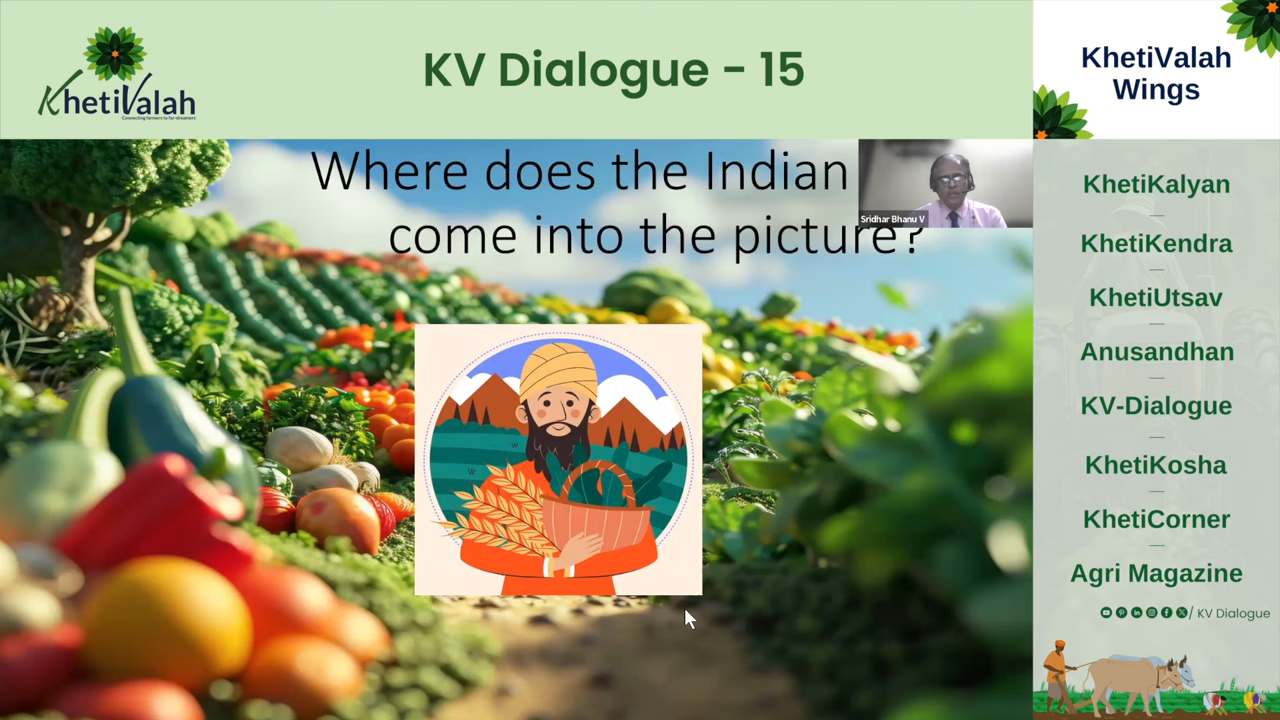 KhetiValah
Connecting farmers to far-dreamers
KV Dialogue - 15
KhetiValah
Wings
Where does the Indian
come into the picture?
Sridhar Bhanu V
KhetiKalyan
KhetiKendra
KhetiUtsav
Anusandhan
KV-Dialogue
KhetiKosha
KhetiCorner
Agri Magazine
/ KV Dialogue